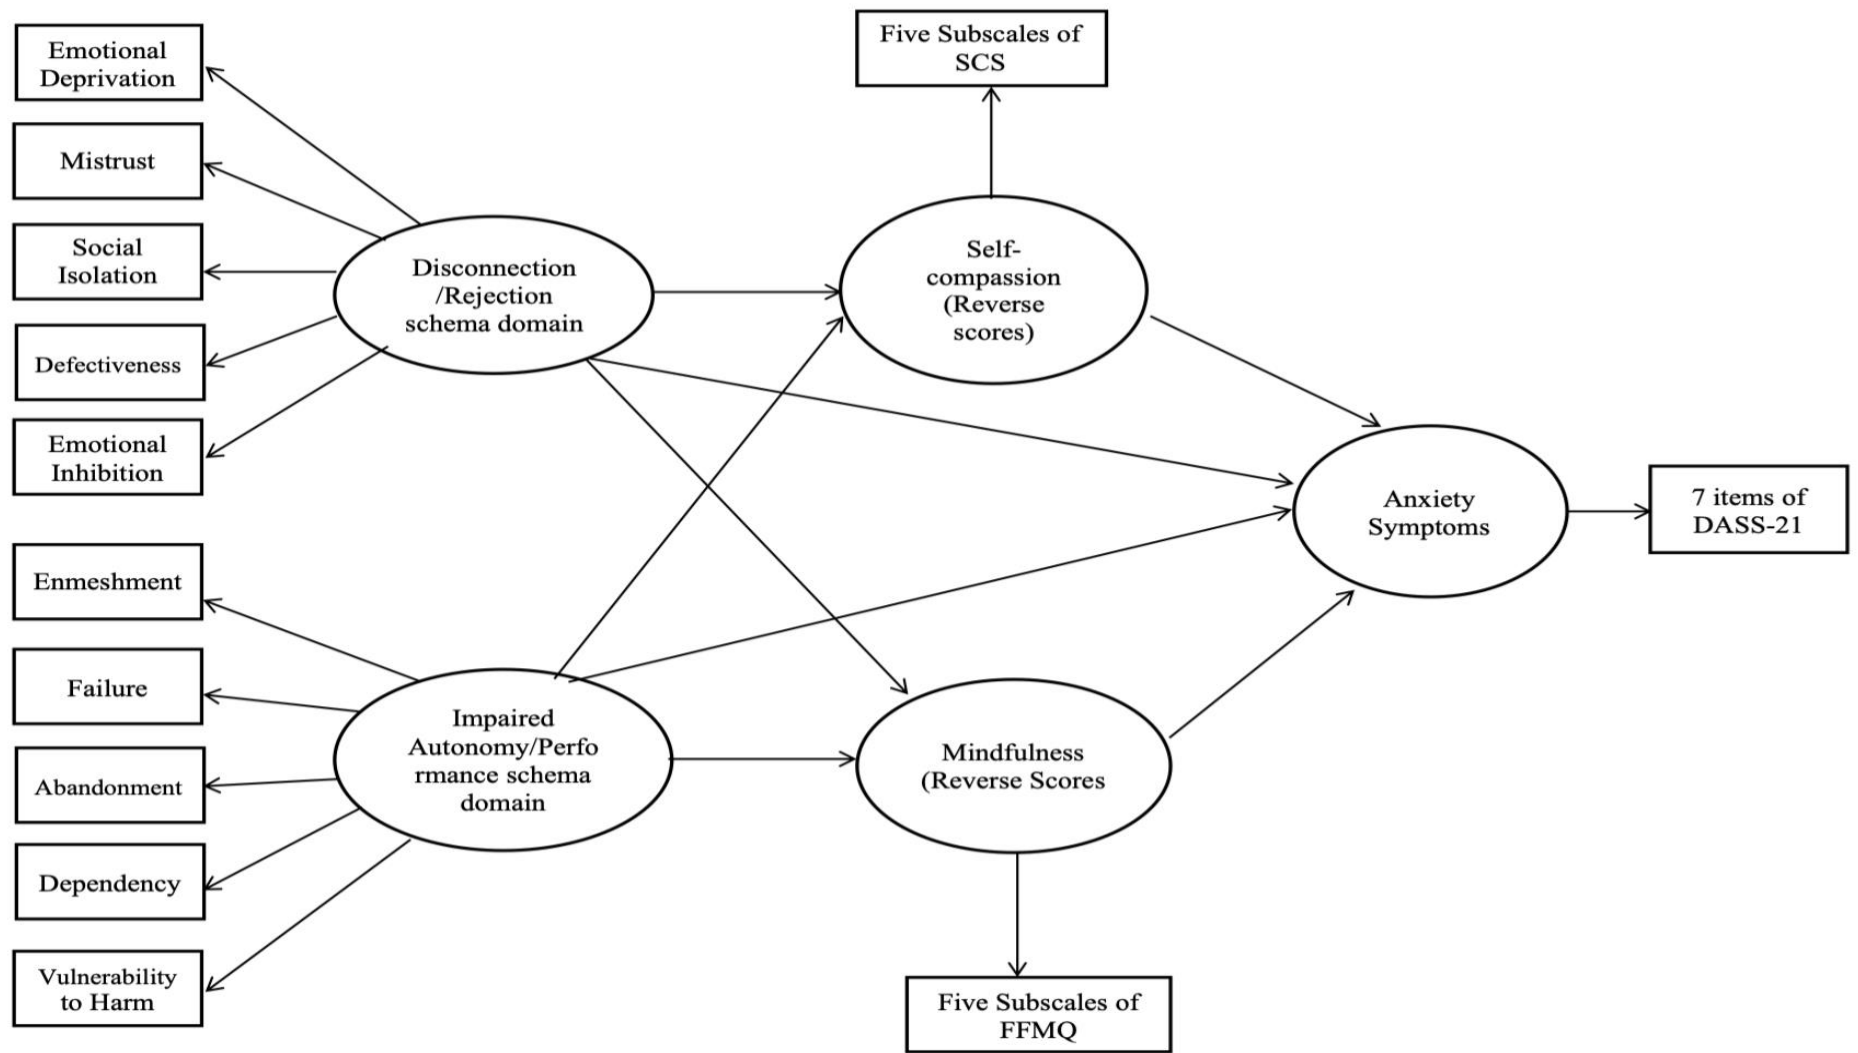 Emotional
Deprivation
Mistrust
Social
Isolation
Defectiveness
Emotional
Inhibition
Enmeshment
Failure
Abandonment
Dependency
Vulnerability
to Harm
Disconnection
/Rejection
schema domain
Impaired
Autonomy/Perfo
rmance schema
domain
Five Subscales of
SCS
Self-
compassion
(Reverse
scores)
Mindfulness
(Reverse Scores
Five Subscales of
FFMQ
Anxiety
Symptoms
7 items of
DASS-21